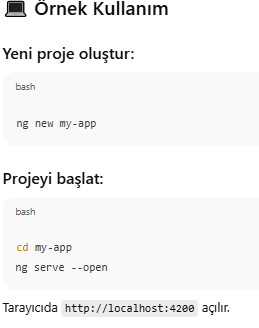 💻 Örnek Kullanım
Yeni proje oluştur:
bash
ng new my-app
Projeyi başlat:
bash
cd my-app
ng serve --open
Tarayıcıda http://localhost:4200 açılır.